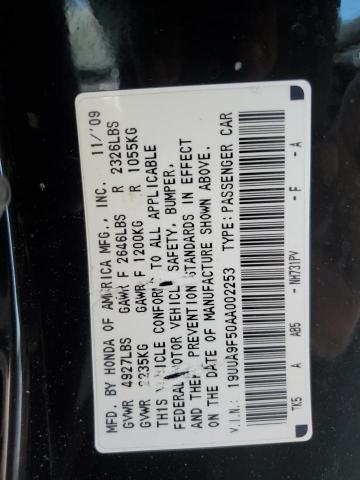 MFD. BY HONDA OF AMERICA MFG., INC. 11/'09
GVWR 4927LBS GAWR F 2646LBS R 2326LBS
GVWR 2235KG GAWR F 1200KG R 1055KG
THIS VEHICLE CONFORMS TO ALL APPLICABLE
FEDERAL MOTOR VEHICLE SAFETY, BUMPER,
AND THEFT PREVENTION STANDARDS IN EFFECT
ON THE DATE OF MANUFACTURE SHOWN ABOVE.
V.I.N.: 19UUA9F50AA002253 TYPE:PASSENGER CAR
TK5 A AB5 - NH731PV - F - A